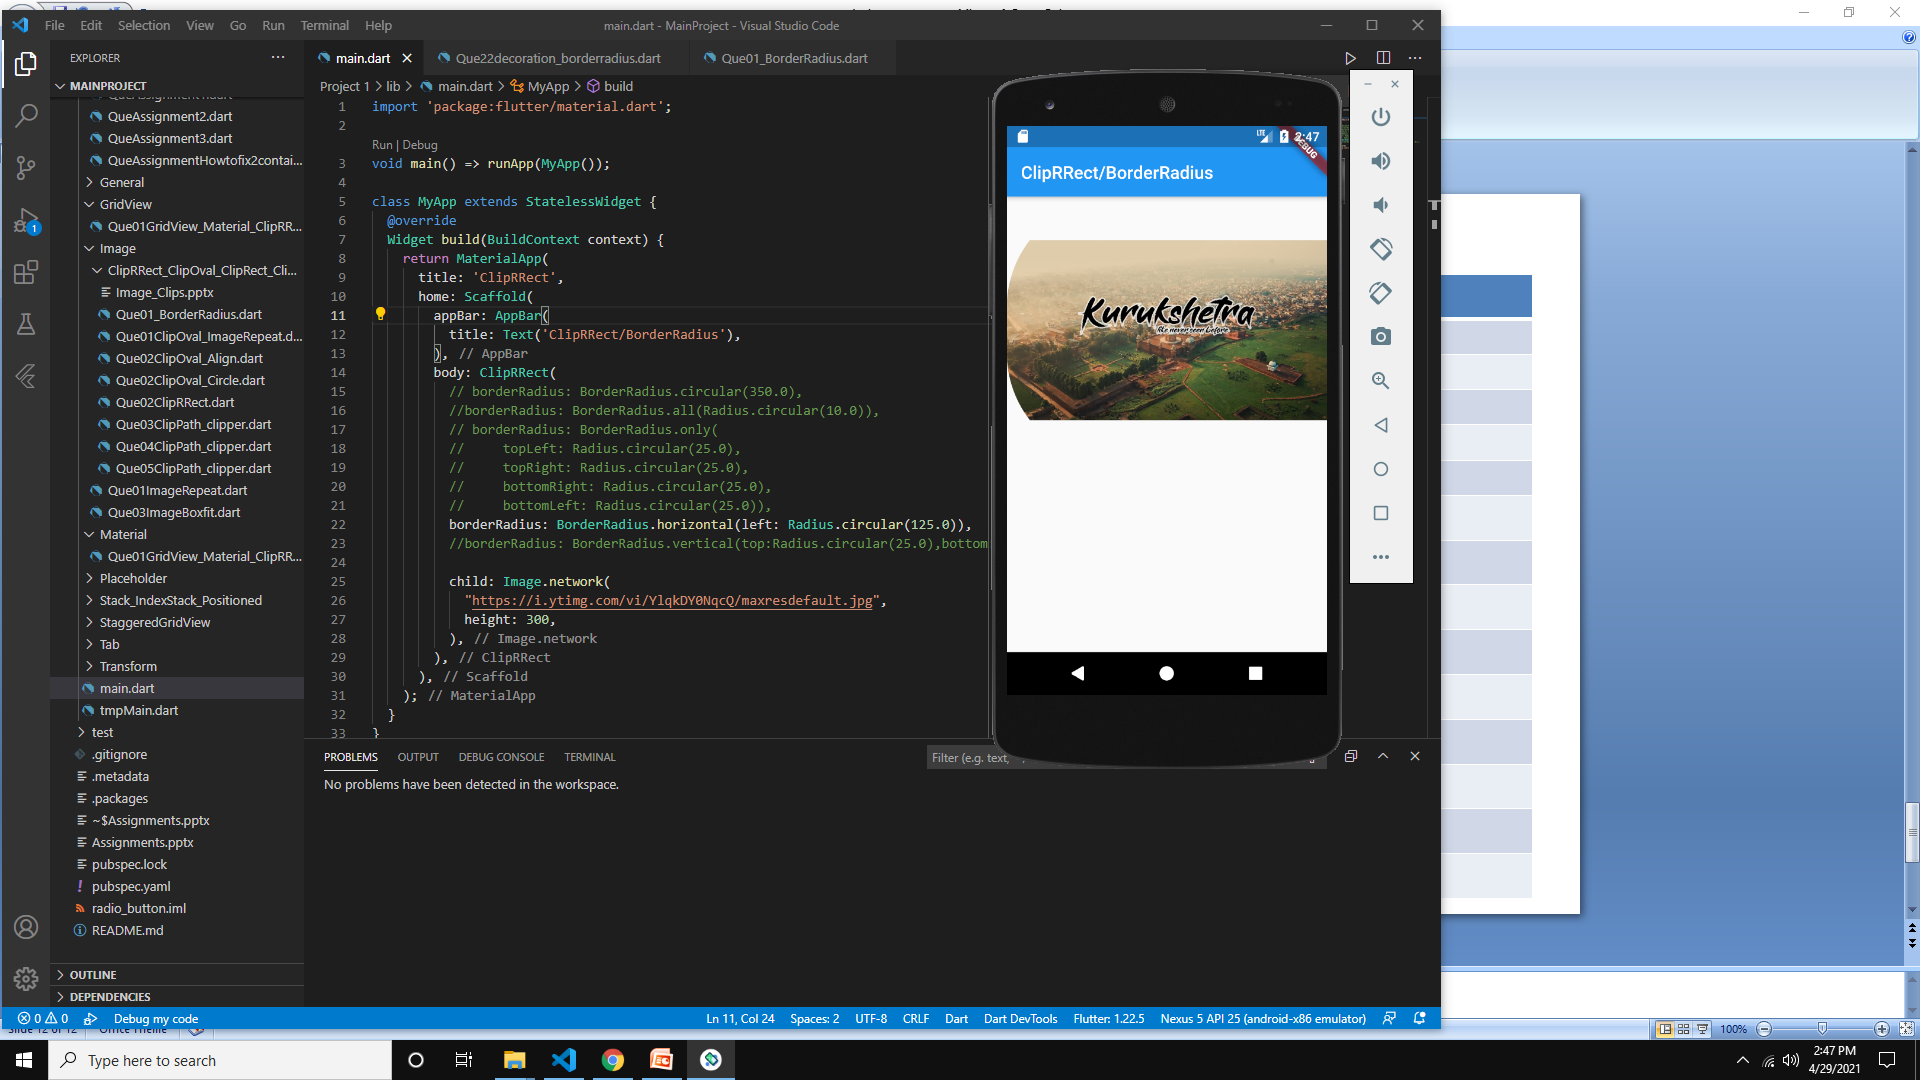 File Edit Selection View Go Run Terminal Help
main.dart - MainProject - Visual Studio Code
EXPLORER
MAINPROJECT
QueAssignment2.dart
QueAssignment3.dart
QueAssignmentHowtofix2contai...
General
GridView
Que01GridView_Material_ClipRR...
Image
ClipRRect_ClipOval_ClipRect_Cli...
Image_Clips.pptx
Que01_BorderRadius.dart
Que01ClipOval_ImageRepeat.d...
Que02ClipOval_Align.dart
Que02ClipOval_Circle.dart
Que02ClipRRect.dart
Que03ClipPath_clipper.dart
Que04ClipPath_clipper.dart
Que05ClipPath_clipper.dart
Que01ImageRepeat.dart
Que03ImageBoxfit.dart
Material
Que01GridView_Material_ClipRR...
Placeholder
Stack_IndexStack_Positioned
StaggeredGridView
Tab
Transform
main.dart
tmpMain.dart
test
.gitignore
.metadata
.packages
~$Assignments.pptx
Assignments.pptx
pubspec.lock
pubspec.yaml
radio_button.iml
README.md
OUTLINE
DEPENDENCIES
main.dart
Que22decoration_borderradius.dart
Que01_BorderRadius.dart
Project 1 > lib > main.dart > MyApp > build
1 import 'package:flutter/material.dart';
2
Run | Debug
3 void main() => runApp(MyApp());
4
5 class MyApp extends StatelessWidget {
6 @override
7 Widget build(BuildContext context) {
8 return MaterialApp(
9 title: 'ClipRRect',
10 home: Scaffold(
11 appBar: AppBar(
12 title: Text('ClipRRect/BorderRadius'),
13 ), // AppBar
14 body: ClipRRect(
15 // borderRadius: BorderRadius.circular(350.0),
16 //borderRadius: BorderRadius.all(Radius.circular(10.0)),
17 // borderRadius: BorderRadius.only(
18 // topLeft: Radius.circular(25.0),
19 // topRight: Radius.circular(25.0),
20 // bottomRight: Radius.circular(25.0),
21 // bottomLeft: Radius.circular(25.0)),
22 borderRadius: BorderRadius.horizontal(left: Radius.circular(125.0)),
23 //borderRadius: BorderRadius.vertical(top:Radius.circular(25.0),bottom
24
25 child: Image.network(
26 "https://i.ytimg.com/vi/YlqkDY0NqcQ/maxresdefault.jpg",
27 height: 300,
28 ), // Image.network
29 ), // ClipRRect
30 ), // Scaffold
31 ); // MaterialApp
32 }
33 }
LTE 2:47
DEBUG
ClipRRect/BorderRadius
Kurukshetra
like never seen before
PROBLEMS OUTPUT DEBUG CONSOLE TERMINAL
Filter (e.g. text,
No problems have been detected in the workspace.
0 0 Debug my code
Ln 11, Col 24 Spaces: 2 UTF-8 CRLF Dart Dart DevTools Flutter: 1.22.5 Nexus 5 API 25 (android-x86 emulator)
100%
Type here to search
2:47 PM
4/29/2021